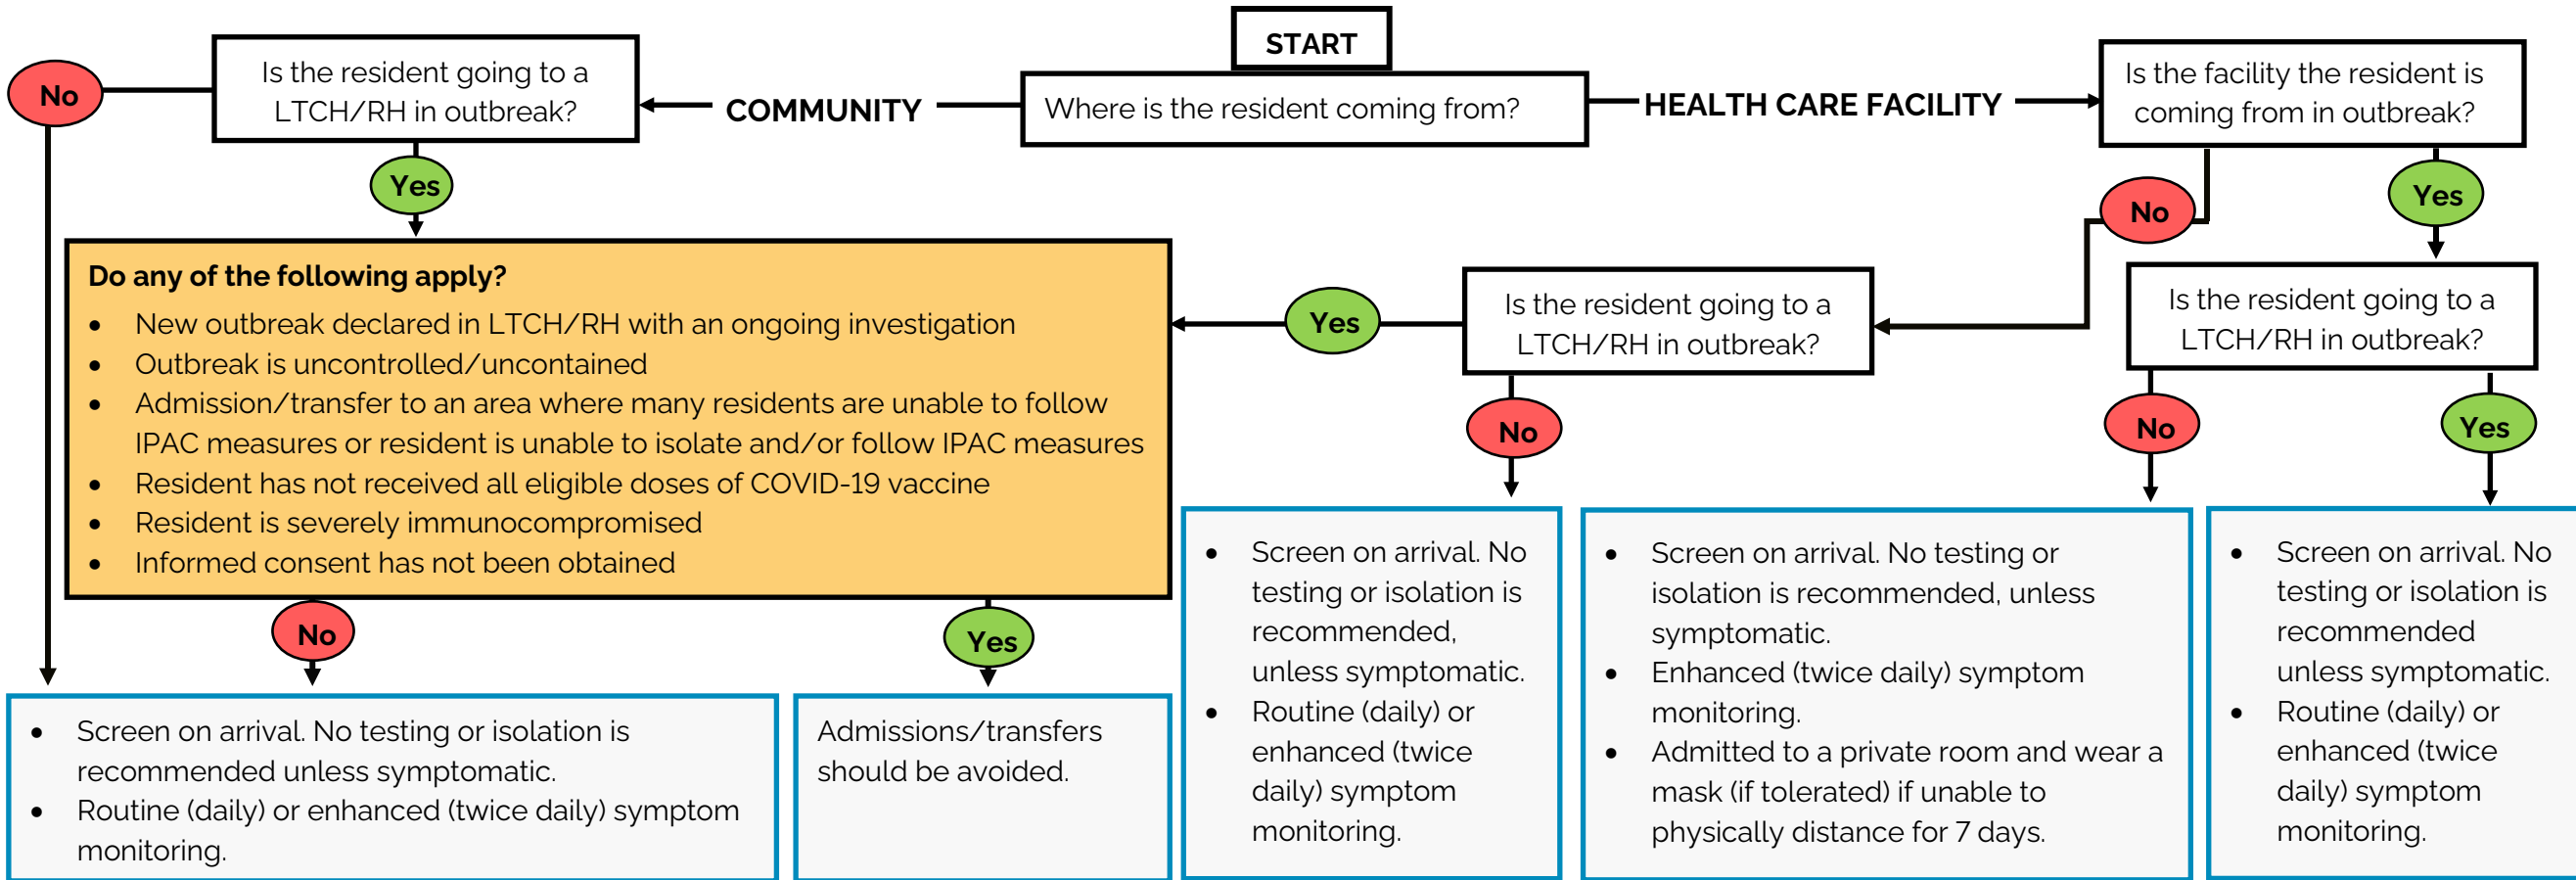 START
Where is the resident coming from?
COMMUNITY
HEALTH CARE FACILITY
Is the resident going to a
LTCH/RH in outbreak?
No
Yes
Is the facility the resident is
coming from in outbreak?
No
Yes
Do any of the following apply?
• New outbreak declared in LTCH/RH with an ongoing investigation
• Outbreak is uncontrolled/uncontained
• Admission/transfer to an area where many residents are unable to follow
IPAC measures or resident is unable to isolate and/or follow IPAC measures
• Resident has not received all eligible doses of COVID-19 vaccine
• Resident is severely immunocompromised
• Informed consent has not been obtained
No
Yes
Yes
Is the resident going to a
LTCH/RH in outbreak?
No
Is the resident going to a
LTCH/RH in outbreak?
No
Yes
• Screen on arrival. No testing or isolation is
recommended unless symptomatic.
• Routine (daily) or enhanced (twice daily) symptom
monitoring.
Admissions/transfers
should be avoided.
• Screen on arrival. No
testing or isolation is
recommended,
unless symptomatic.
• Routine (daily) or
enhanced (twice
daily) symptom
monitoring.
• Screen on arrival. No testing or
isolation is recommended, unless
symptomatic.
• Enhanced (twice daily) symptom
monitoring.
• Admitted to a private room and wear a
mask (if tolerated) if unable to
physically distance for 7 days.
• Screen on arrival. No
testing or isolation is
recommended
unless symptomatic.
• Routine (daily) or
enhanced (twice
daily) symptom
monitoring.